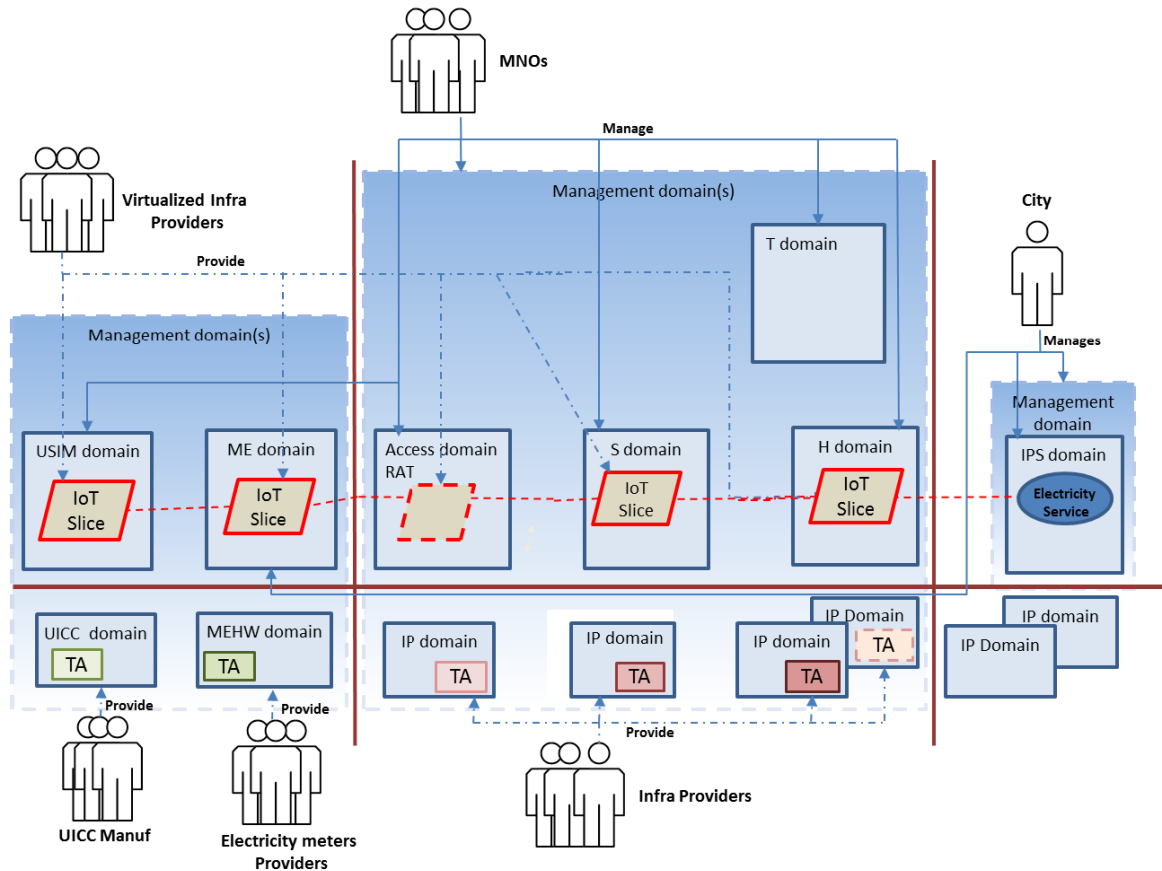 MNOs
Manage
Virtualized Infra
Providers
Management domain(s)
City
T domain
Provide
Manages
Management domain(s)
Management
domain
USIM domain
ME domain
Access domain
RAT
S domain
H domain
IPS domain
IoT
Slice
IoT
Slice
IoT
Slice
IoT
Slice
Electricity
Service
UICC domain
TA
MEHW domain
TA
IP domain
TA
IP domain
TA
IP domain
TA
IP Domain
TA
IP domain
IP Domain
Provide
Provide
Provide
UICC Manuf
Electricity meters
Providers
Infra Providers